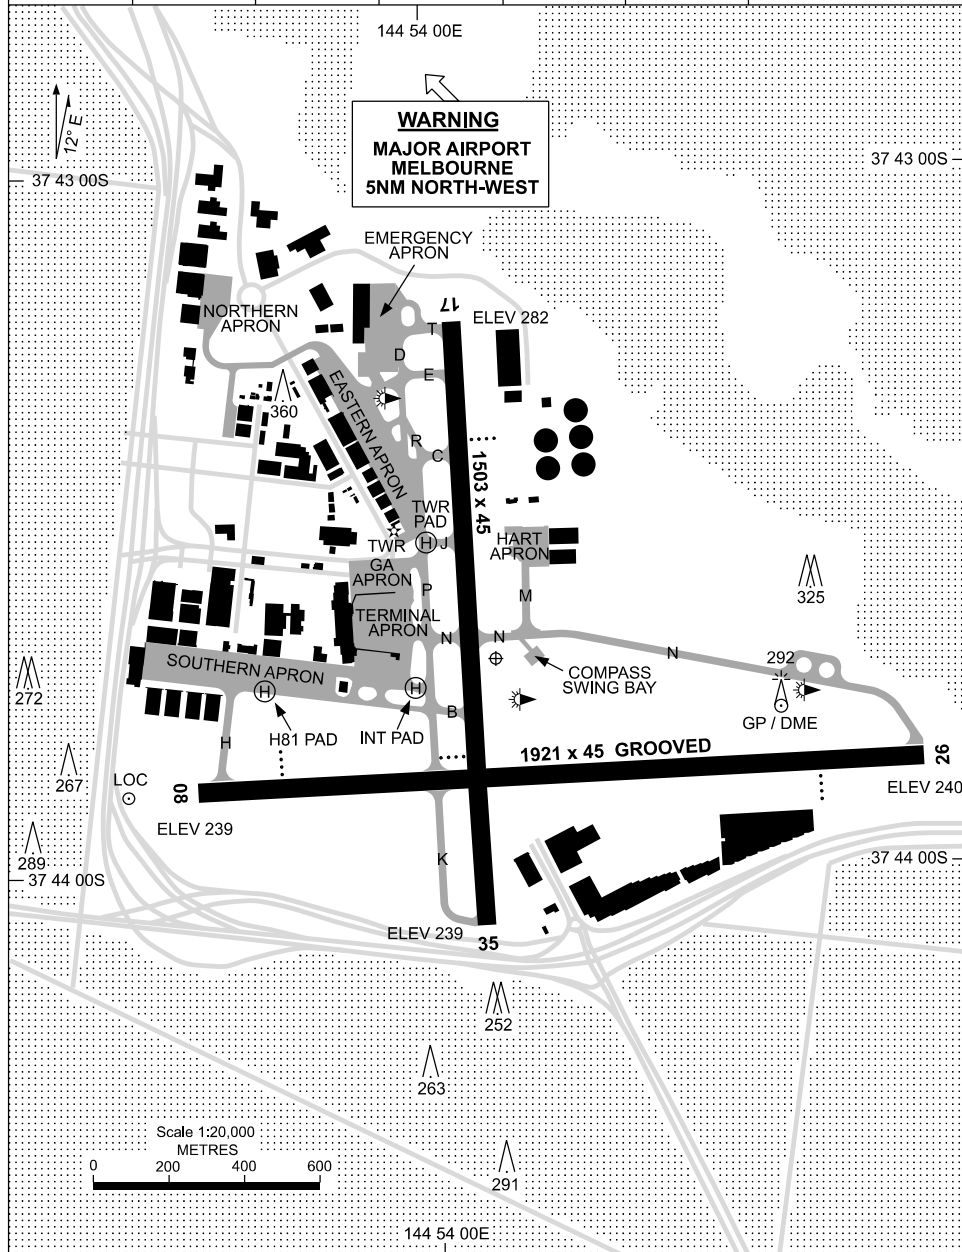 144 54 00E
WARNING
MAJOR AIRPORT
MELBOURNE
5NM NORTH-WEST
12° E
37 43 00S
37 43 00S
EMERGENCY
APRON
NORTHERN
APRON
17
ELEV 282
T
D
E
360
EASTERN APRON
R
C
1503 x 45
TWR
PAD
H
J
TWR
HART
APRON
GA
APRON
P
M
325
TERMINAL
APRON
N
N
N
SOUTHERN APRON
COMPASS
SWING BAY
292
272
H
H
GP / DME
H81 PAD
INT PAD
B
H
1921 x 45 GROOVED
26
267
LOC
08
ELEV 240
ELEV 239
289
K
37 44 00S
37 44 00S
ELEV 239
35
252
263
Scale 1:20,000
METRES
0 200 400 600
291
144 54 00E